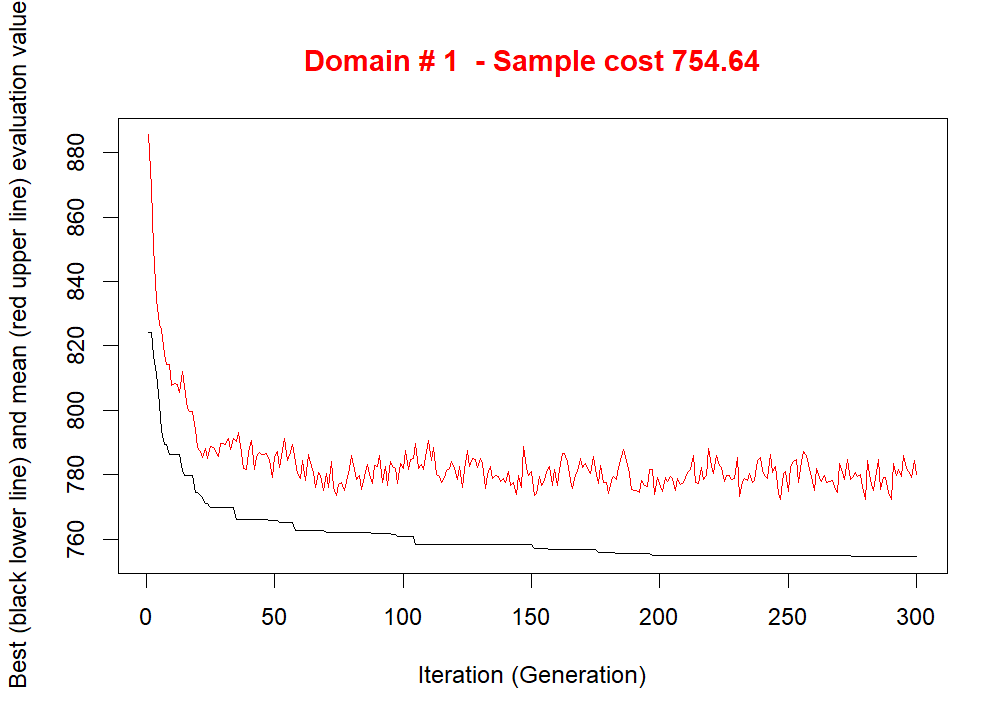 Domain # 1  - Sample cost 754.64
Best (black lower line) and mean (red upper line) evaluation value
880
860
840
820
800
780
760
0 50 100 150 200 250 300
Iteration (Generation)